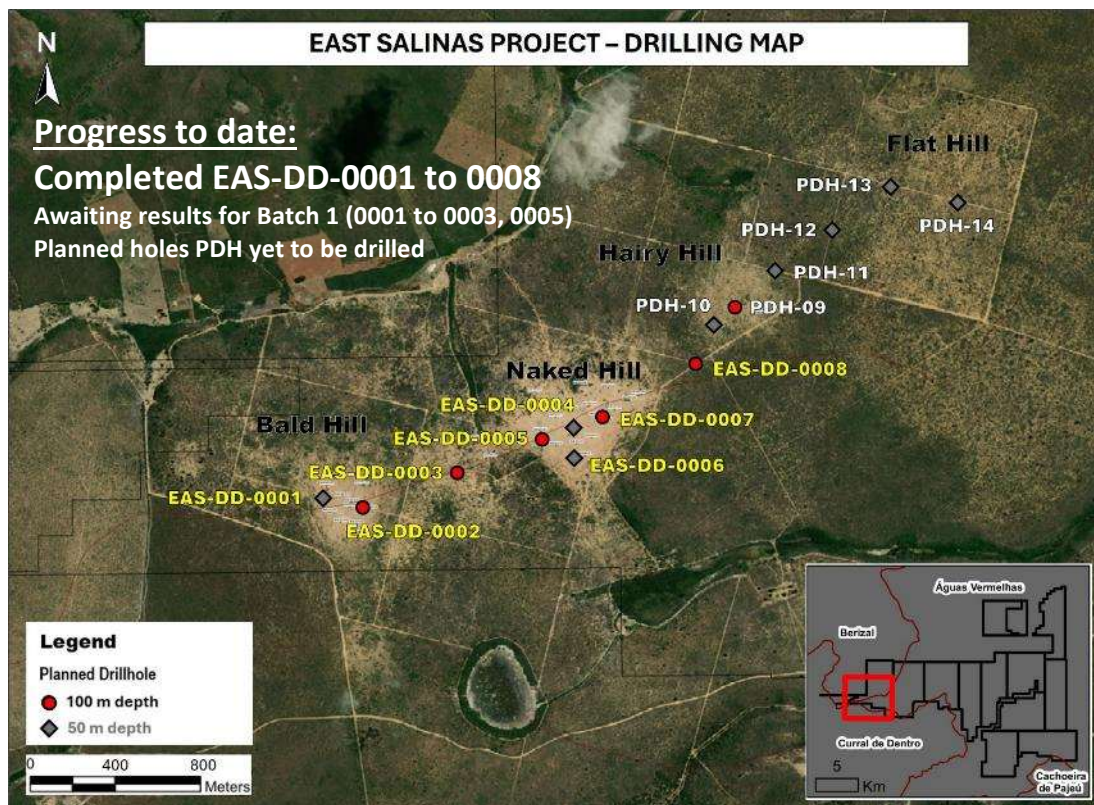 EAST SALINAS PROJECT – DRILLING MAP
N
Progress to date:
Completed EAS-DD-0001 to 0008
Awaiting results for Batch 1 (0001 to 0003, 0005)
Planned holes PDH yet to be drilled
Flat Hill
PDH-13
PDH-14
PDH-12
Hairy Hill
PDH-11
PDH-10
PDH-09
EAS-DD-0008
Naked Hill
EAS-DD-0004
EAS-DD-0007
Bald Hill
EAS-DD-0005
EAS-DD-0006
EAS-DD-0003
EAS-DD-0001
EAS-DD-0002
Legend
Planned Drillhole
100 m depth
50 m depth
0 400 800
Meters
Águas Vermelhas
Berizal
Curral de Dentro
Cachoeira
de Pajeú
5
Km